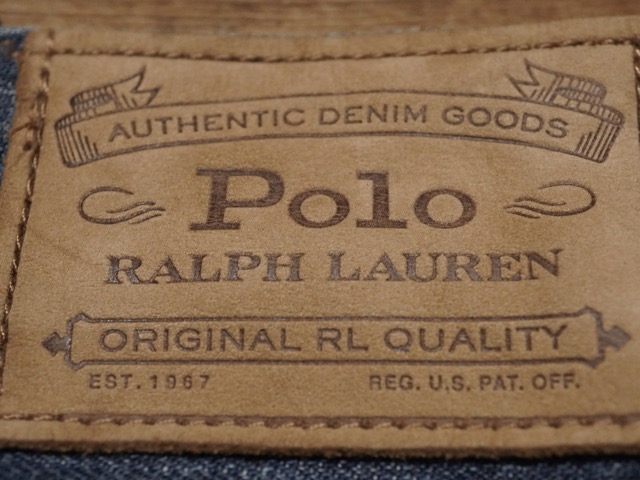 AUTHENTIC DENIM GOODS
Polo
RALPH LAUREN
ORIGINAL RL QUALITY
EST. 1967 REG. U.S. PAT. OFF.